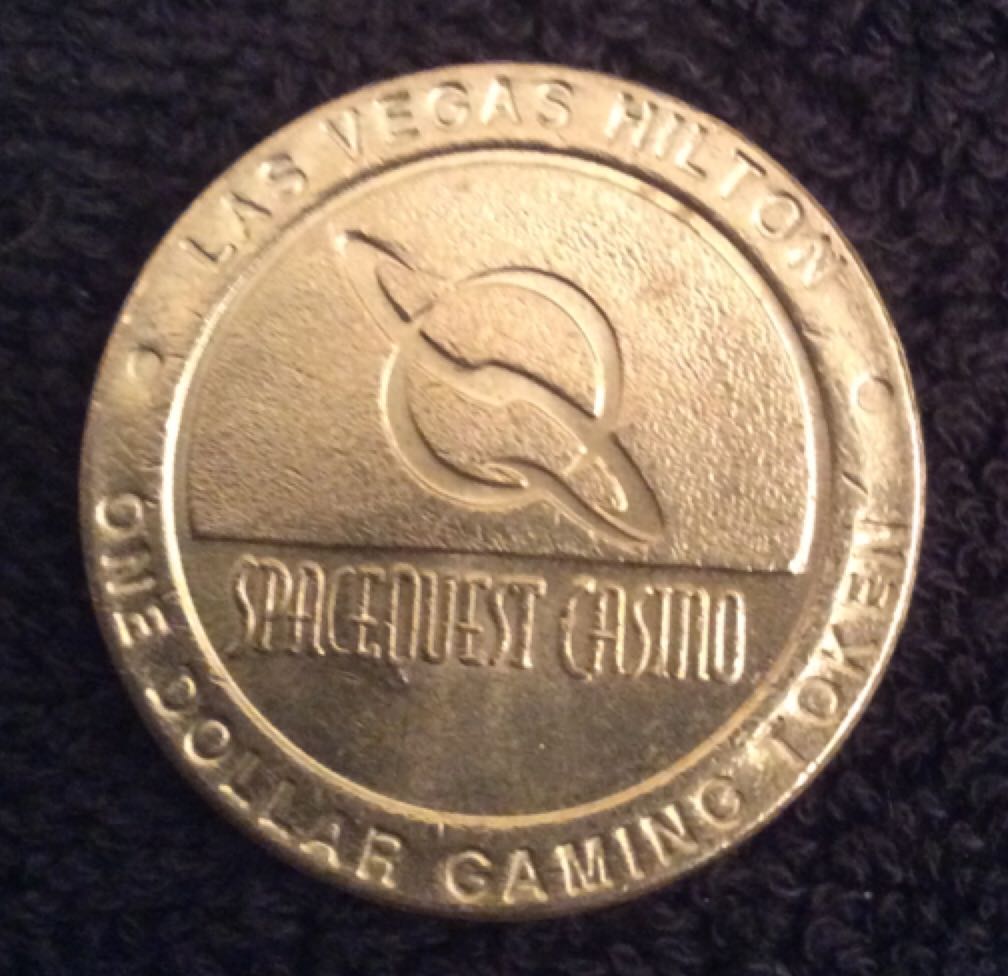 LAS VEGAS HILTON
SPACEQUEST CASINO
ONE DOLLAR GAMING TOKEN